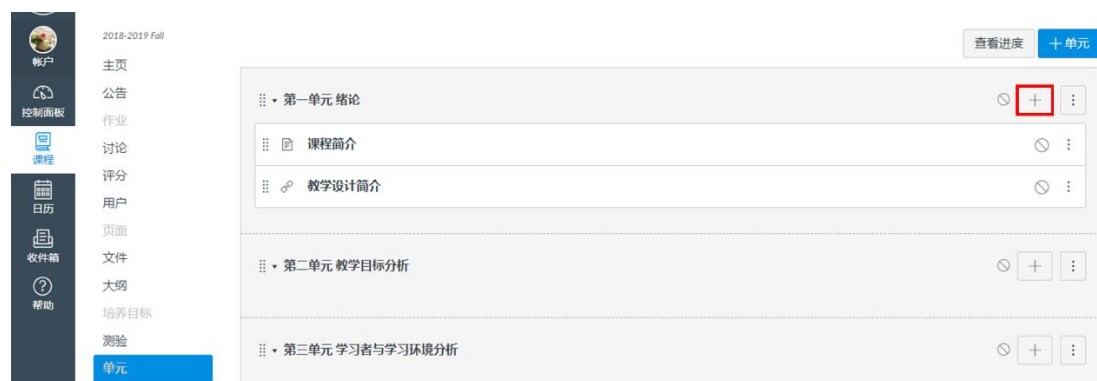 帐户
控制面板
课程
日历
收件箱
帮助
2018-2019 Fall
主页
公告
作业
讨论
评分
用户
页面
文件
大纲
培养目标
测验
单元
查看进度
+单元
第一单元 绪论
课程简介
教学设计简介
第二单元 教学目标分析
第三单元 学习者与学习环境分析